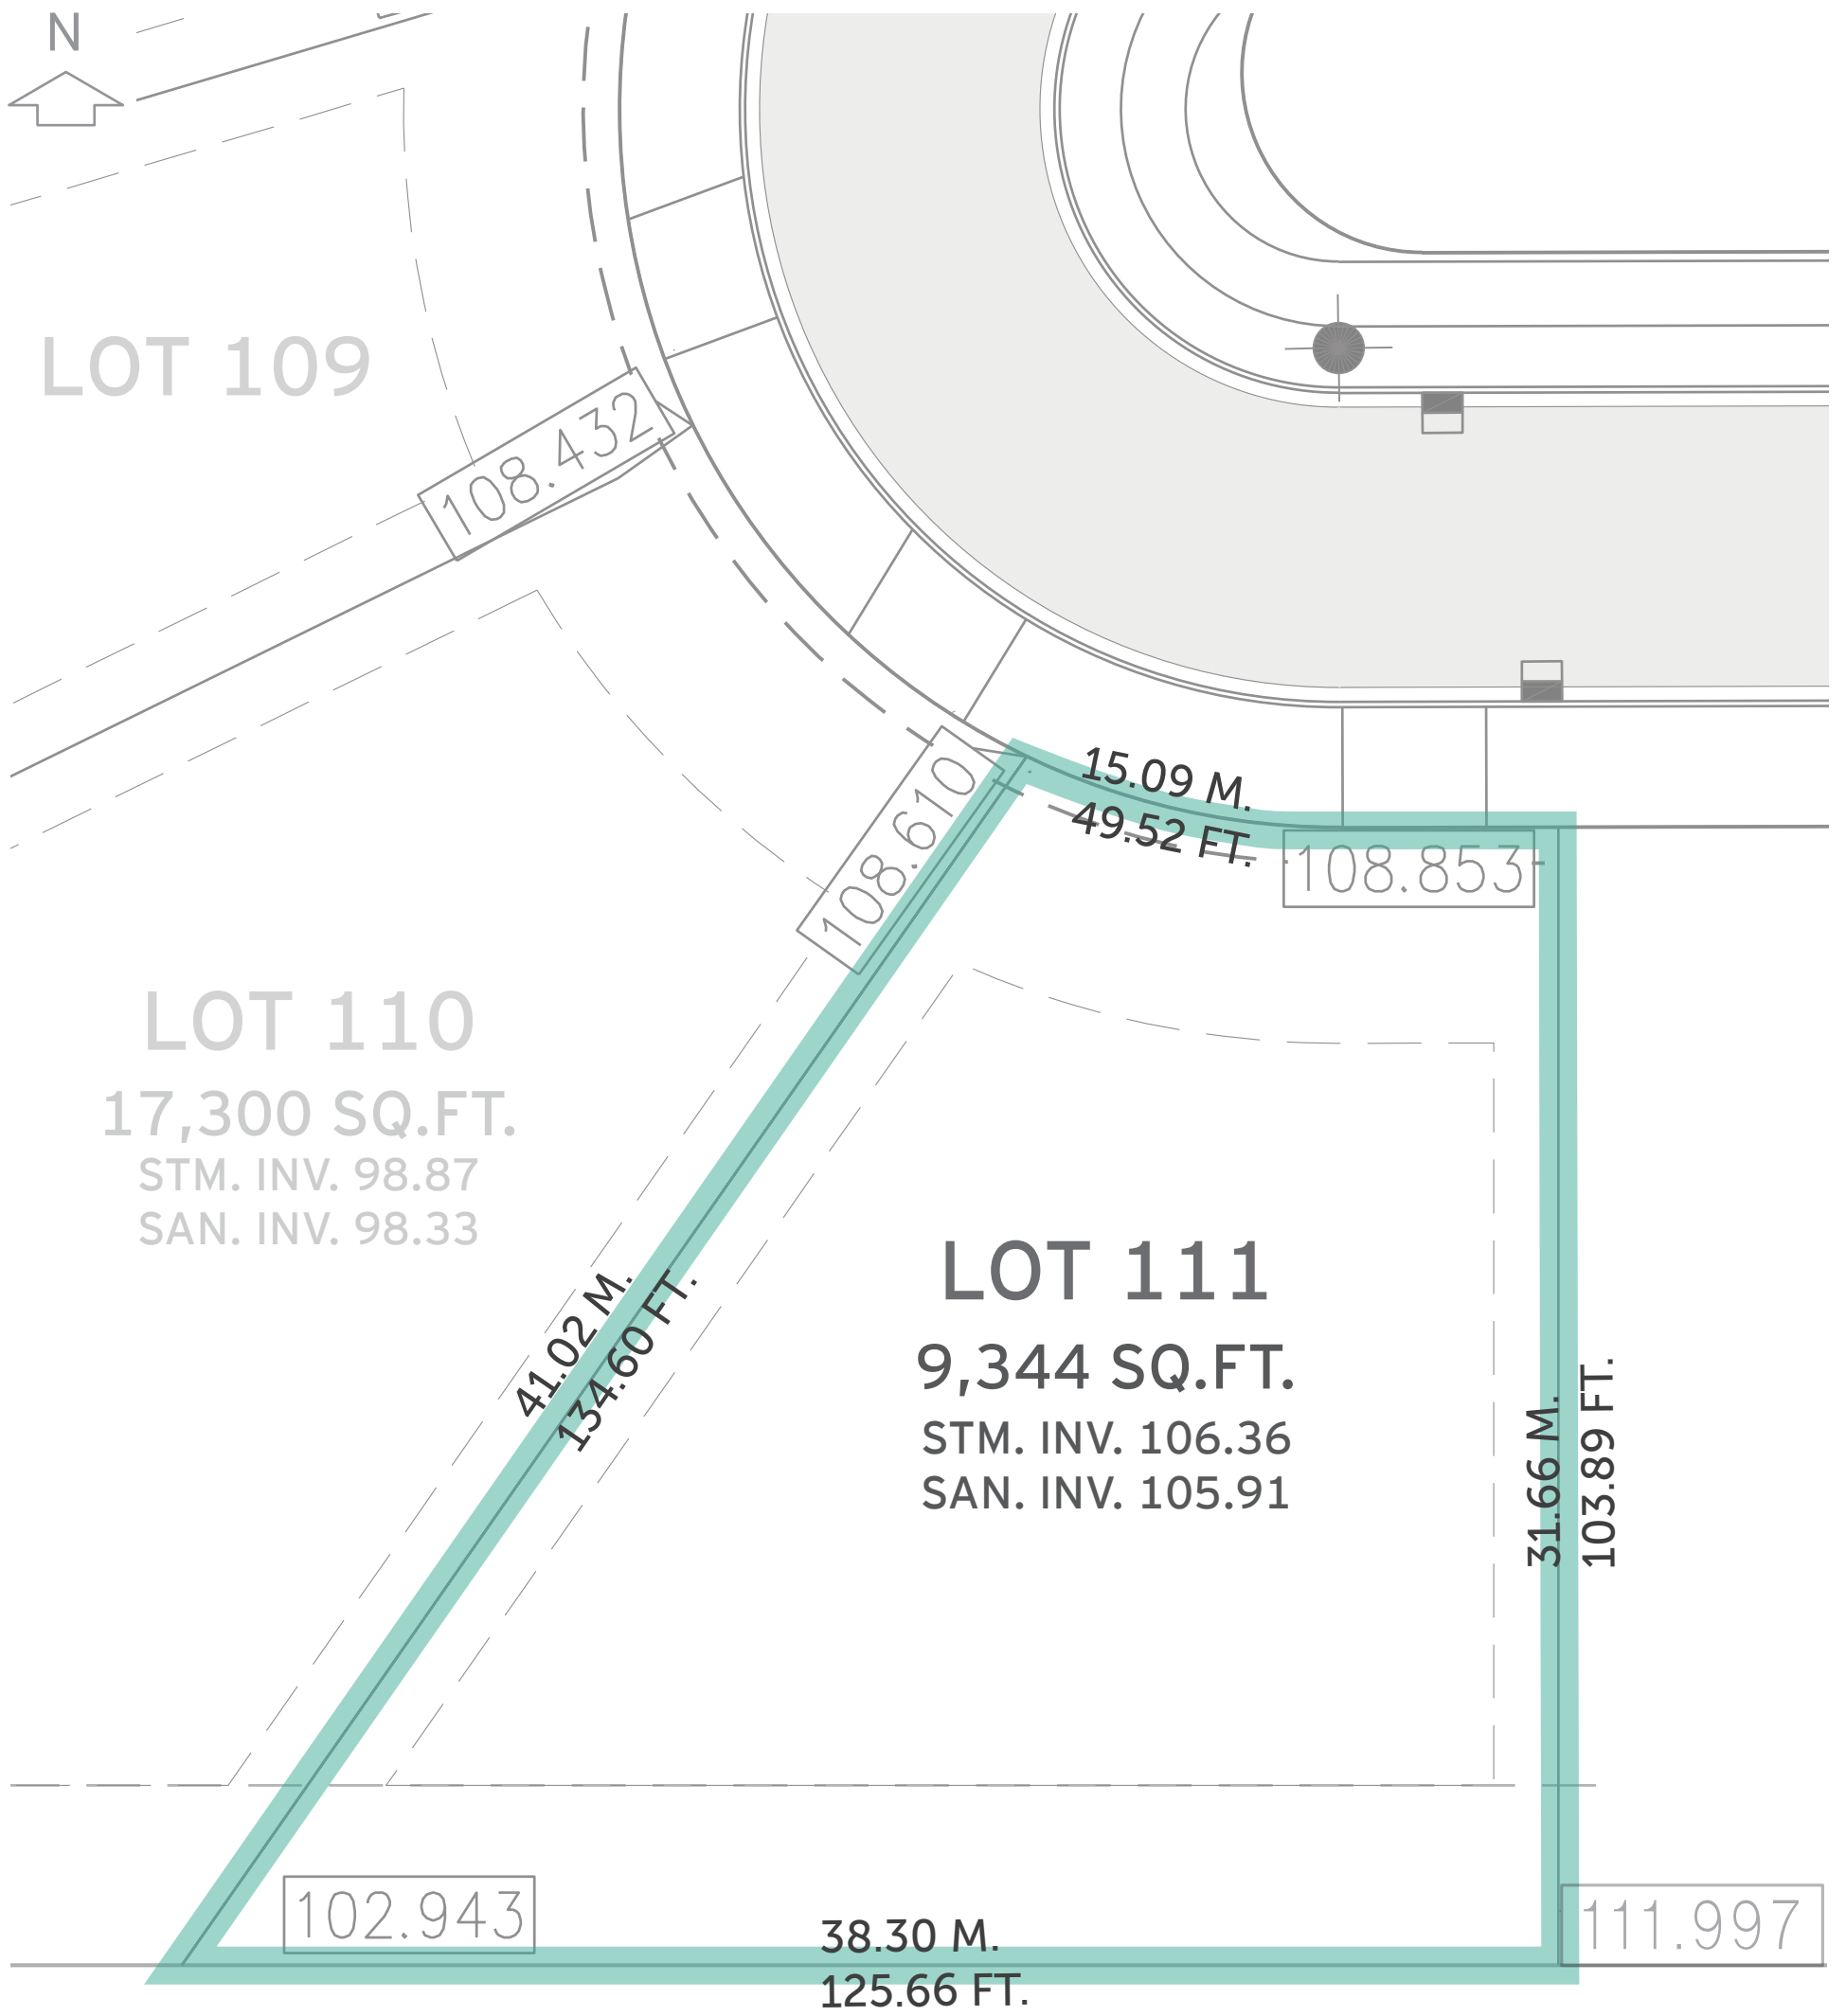 N
LOT 109
108.432
15.09 M.
49.52 FT.
108.610
108.853
LOT 110
17,300 SQ.FT.
STM. INV. 98.87
SAN. INV. 98.33
LOT 111
9,344 SQ.FT.
STM. INV. 106.36
SAN. INV. 105.91
41.02 M.
134.60 FT.
31.66 M.
103.89 FT.
102.943
111.997
38.30 M.
125.66 FT.